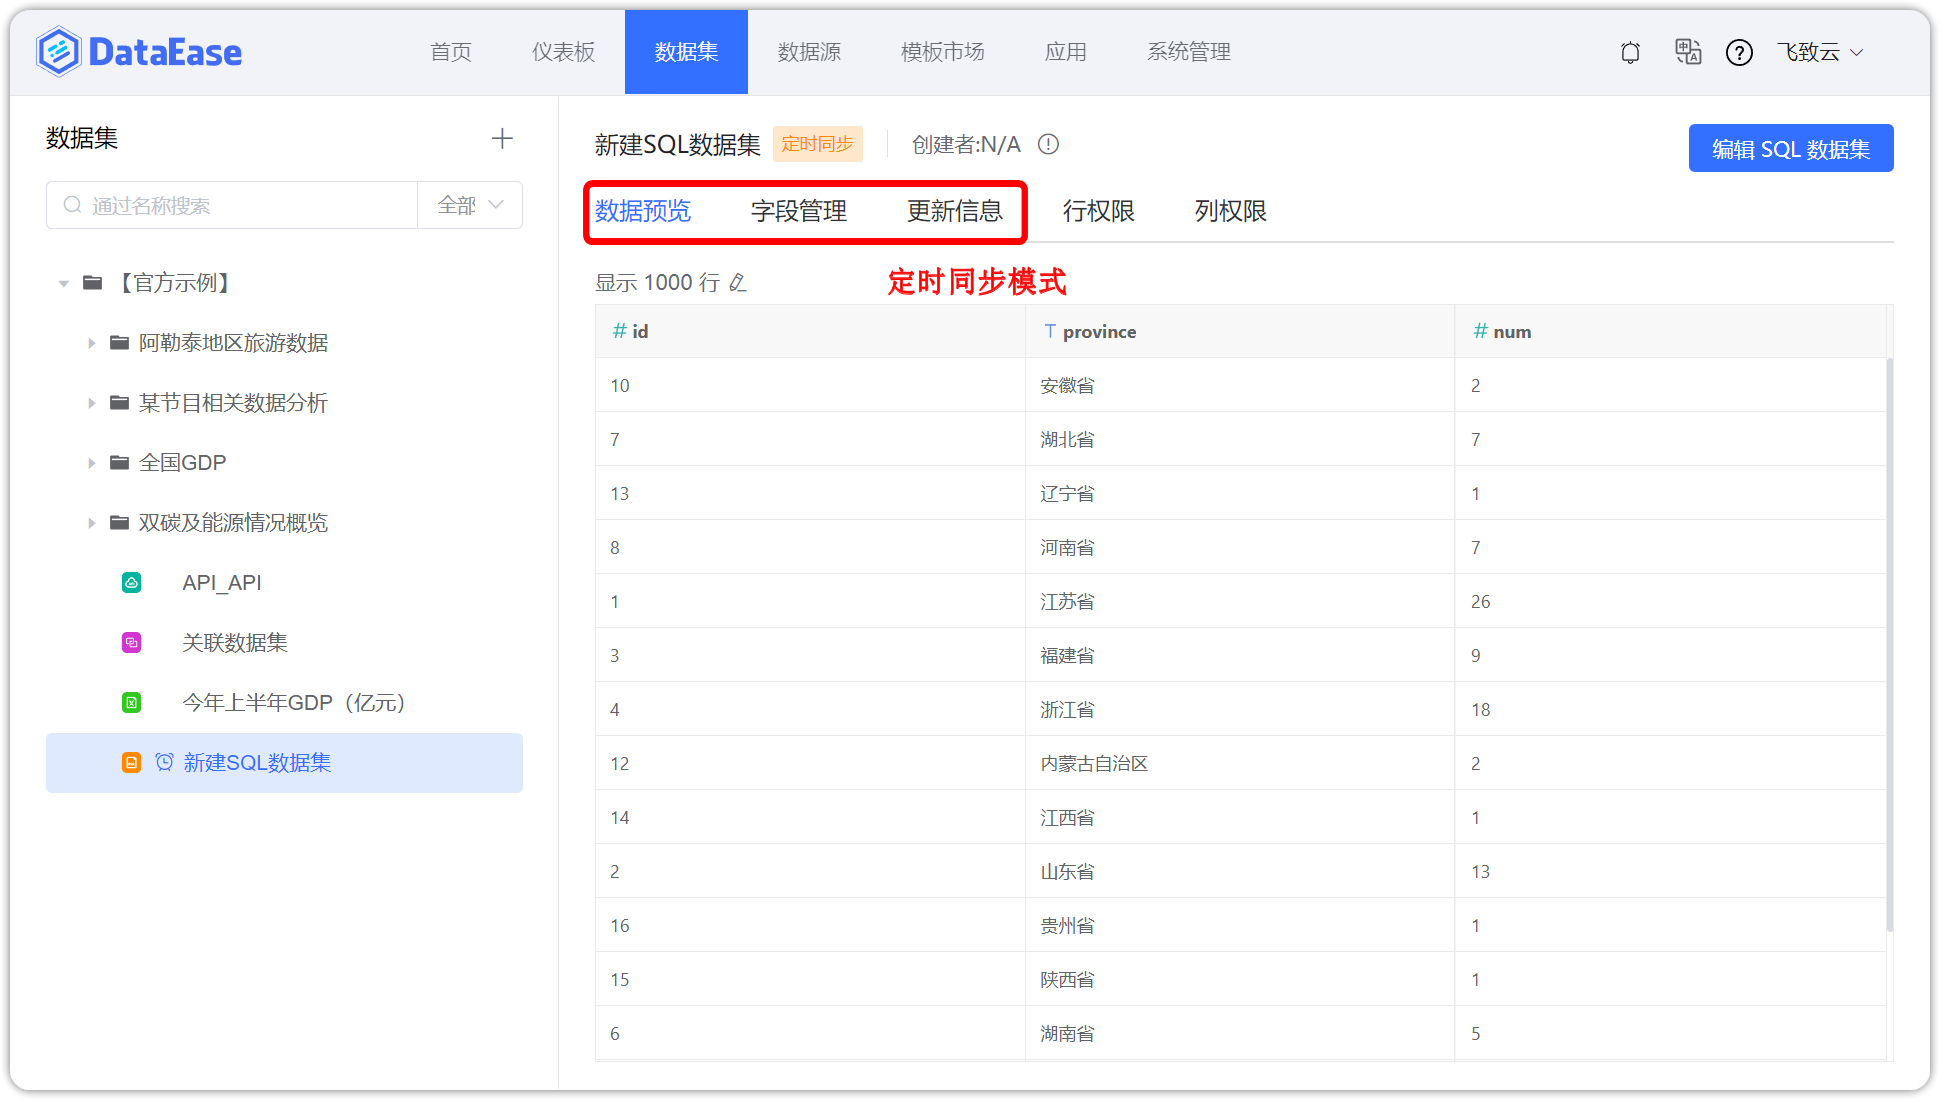 DataEase 首页 仪表板 数据集 数据源 模板市场 应用 系统管理 飞致云
数据集
通过名称搜索 全部
【官方示例】
阿勒泰地区旅游数据
某节目相关数据分析
全国GDP
双碳及能源情况概览
API_API
关联数据集
今年上半年GDP（亿元）
新建SQL数据集
新建SQL数据集 定时同步 创建者:N/A 编辑 SQL 数据集
数据预览 字段管理 更新信息 行权限 列权限
显示 1000 行 定时同步模式
# id T province # num
10 安徽省 2
7 湖北省 7
13 辽宁省 1
8 河南省 7
1 江苏省 26
3 福建省 9
4 浙江省 18
12 内蒙古自治区 2
14 江西省 1
2 山东省 13
16 贵州省 1
15 陕西省 1
6 湖南省 5